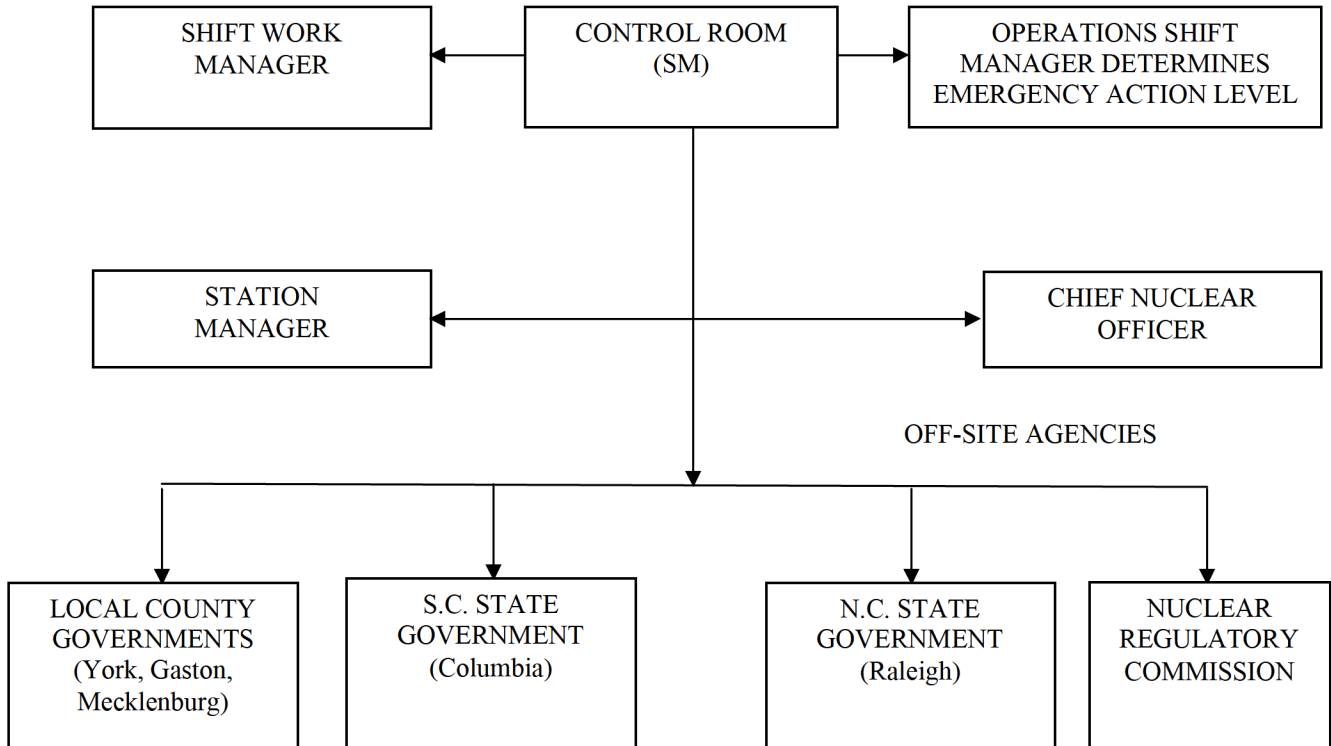 SHIFT WORK
MANAGER
CONTROL ROOM
(SM)
OPERATIONS SHIFT
MANAGER DETERMINES
EMERGENCY ACTION LEVEL
STATION
MANAGER
CHIEF NUCLEAR
OFFICER
OFF-SITE AGENCIES
LOCAL COUNTY
GOVERNMENTS
(York, Gaston,
Mecklenburg)
S.C. STATE
GOVERNMENT
(Columbia)
N.C. STATE
GOVERNMENT
(Raleigh)
NUCLEAR
REGULATORY
COMMISSION